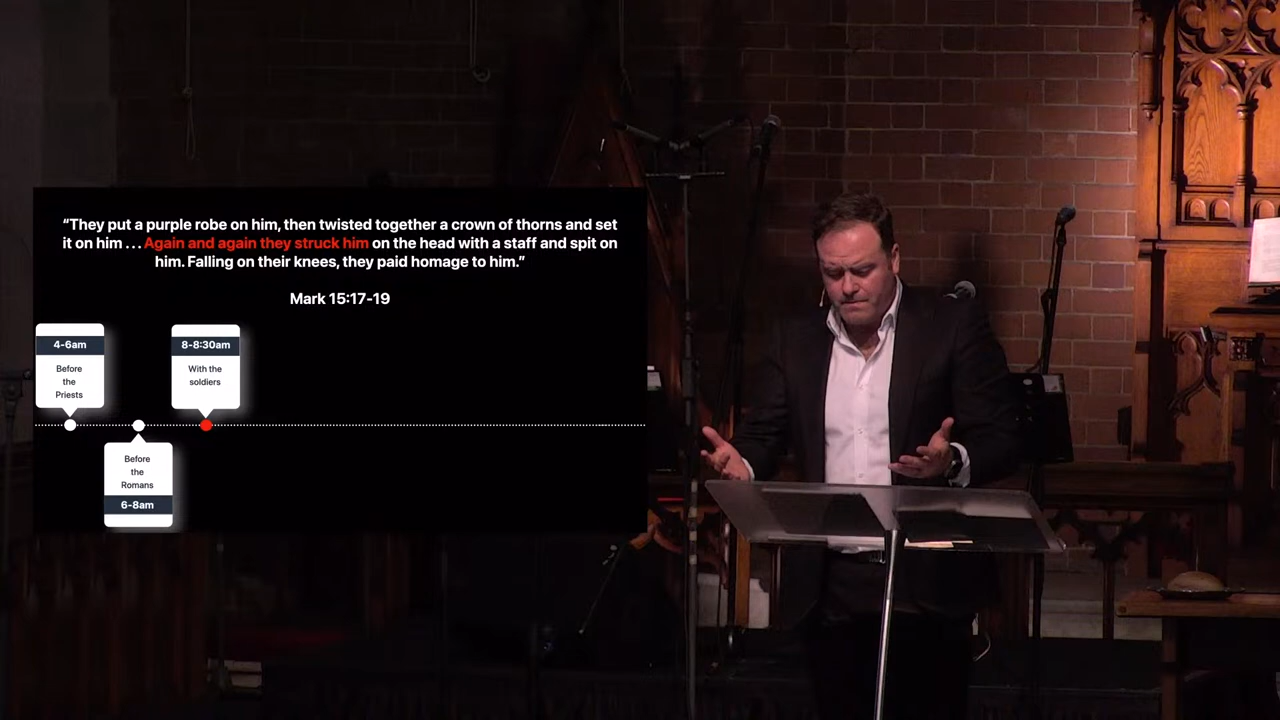 “They put a purple robe on him, then twisted together a crown of thorns and set
it on him . . . Again and again they struck him on the head with a staff and spit on
him. Falling on their knees, they paid homage to him.”
Mark 15:17-19
4-6am
Before
the
Priests
8-8:30am
With the
soldiers
Before
the
Romans
6-8am